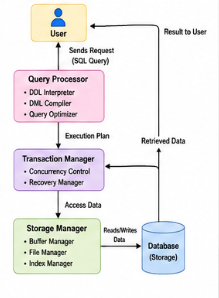 User
Result to User
Sends Request
(SQL Query)
Query Processor
• DDL Interpreter
• DML Compiler
• Query Optimizer
Execution Plan
Retrieved Data
Transaction Manager
• Concurrency Control
• Recovery Manager
Access Data
Storage Manager
• Buffer Manager
• File Manager
• Index Manager
Reads/Writes
Data
Database
(Storage)